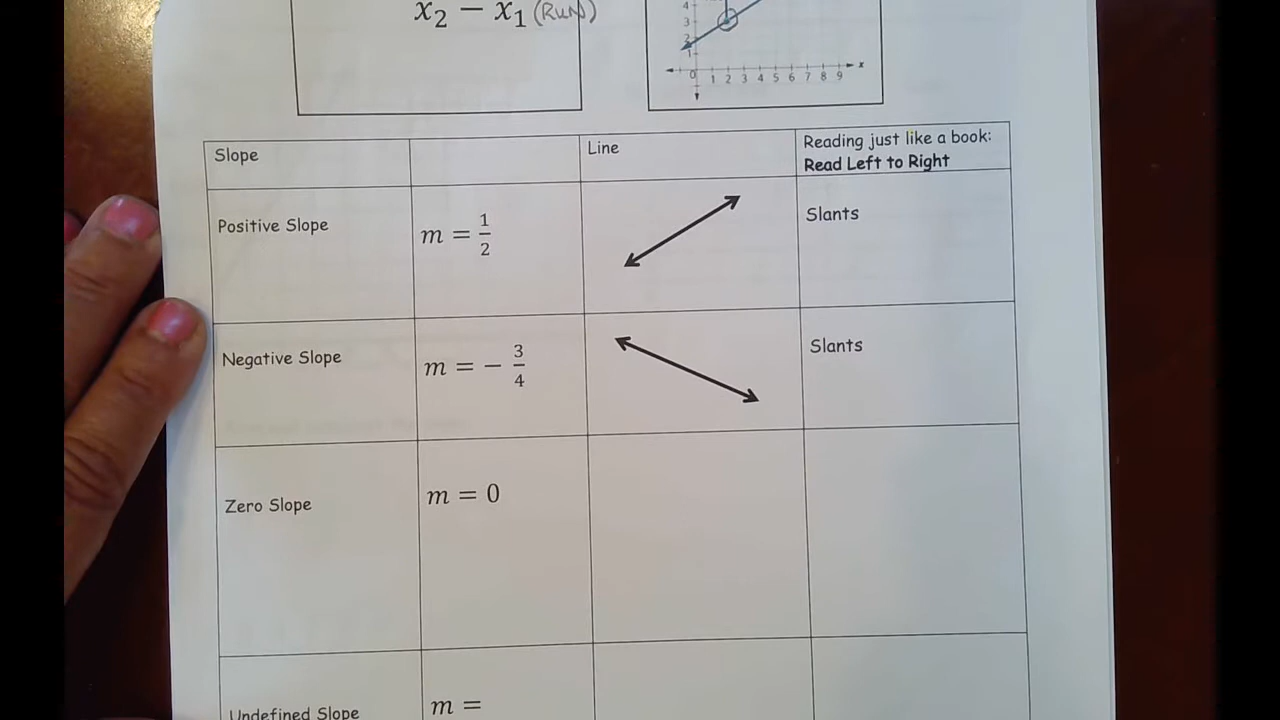 x₂ − x₁ (RUN)
4
3
2
1
0 1 2 3 4 5 6 7 8 9 x
Slope
Line
Reading just like a book:
Read Left to Right
Positive Slope
m = 1/2
Slants
Negative Slope
m = − 3/4
Slants
Zero Slope
m = 0
Undefined Slope
m =